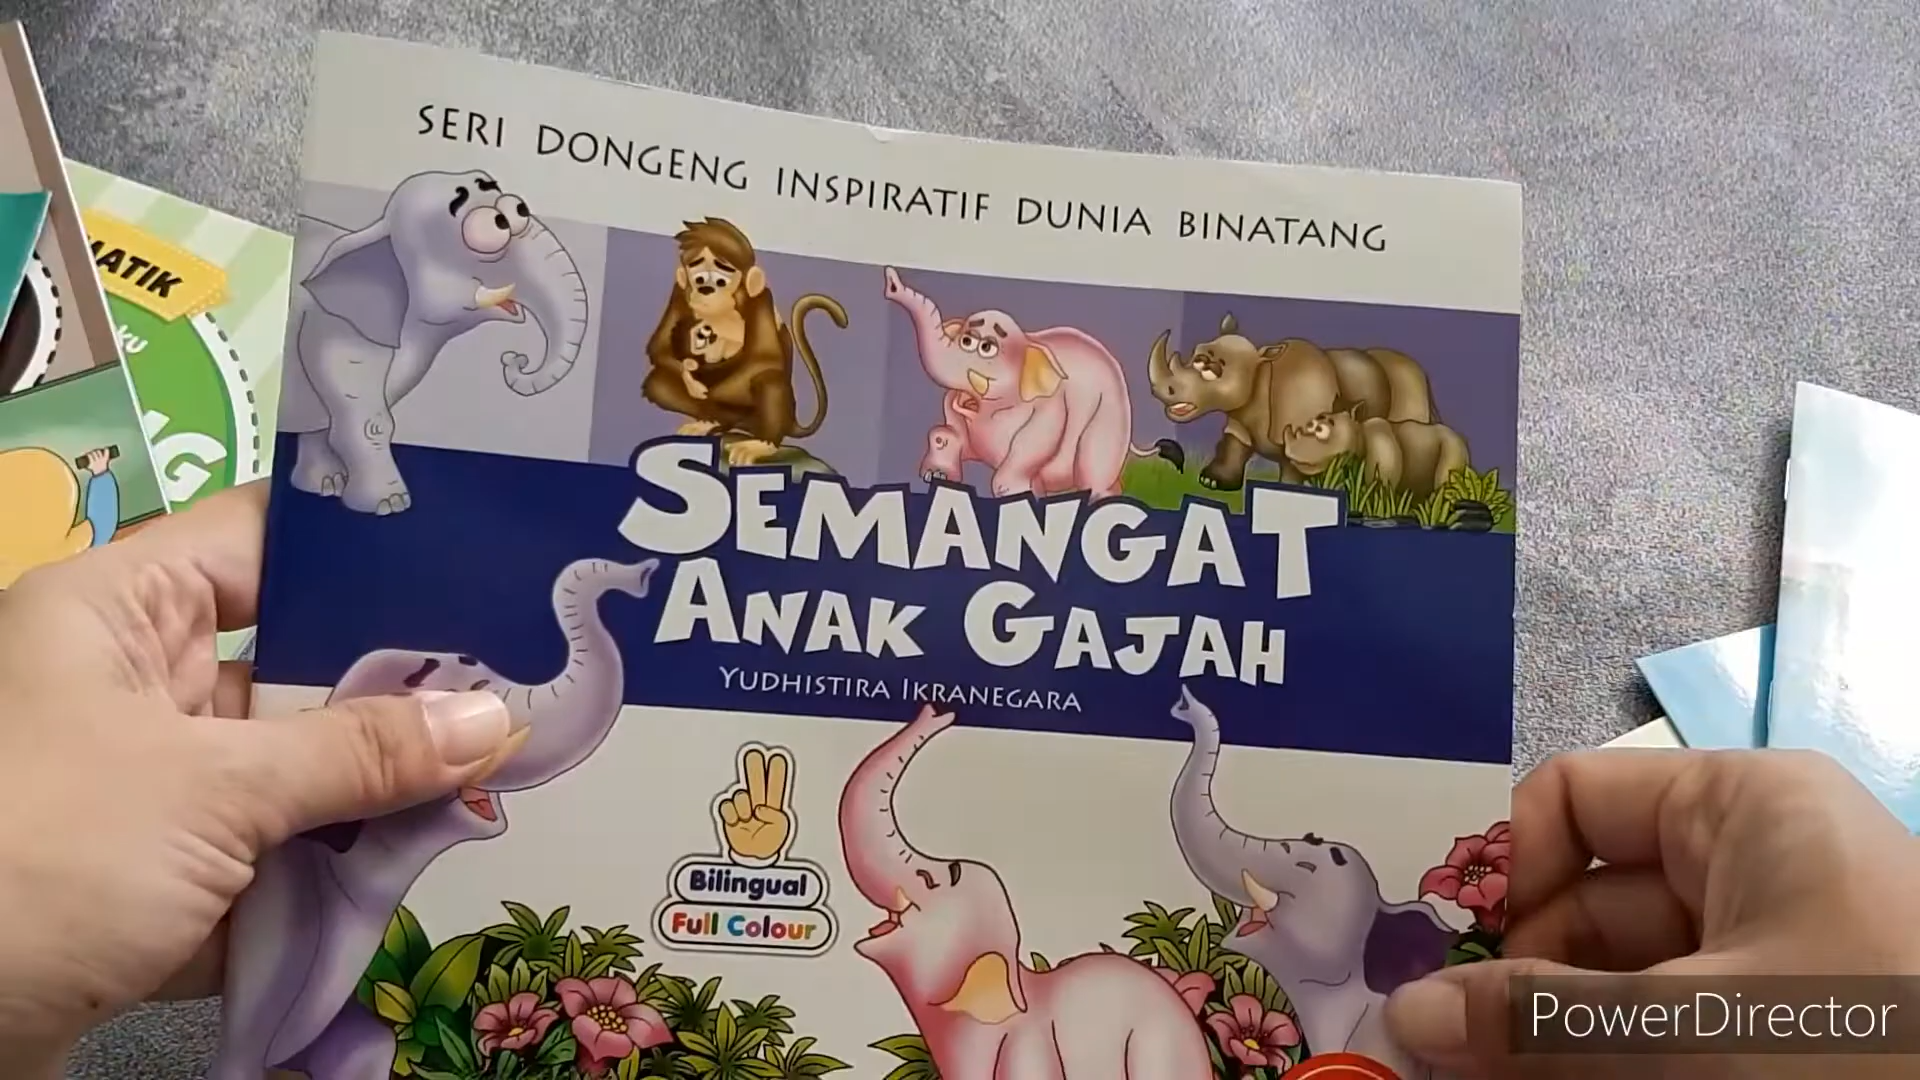 SERI DONGENG INSPIRATIF DUNIA BINATANG
SEMANGAT
ANAK GAJAH
YUDHISTIRA IKRANEGARA
Bilingual
Full Colour
PowerDirector